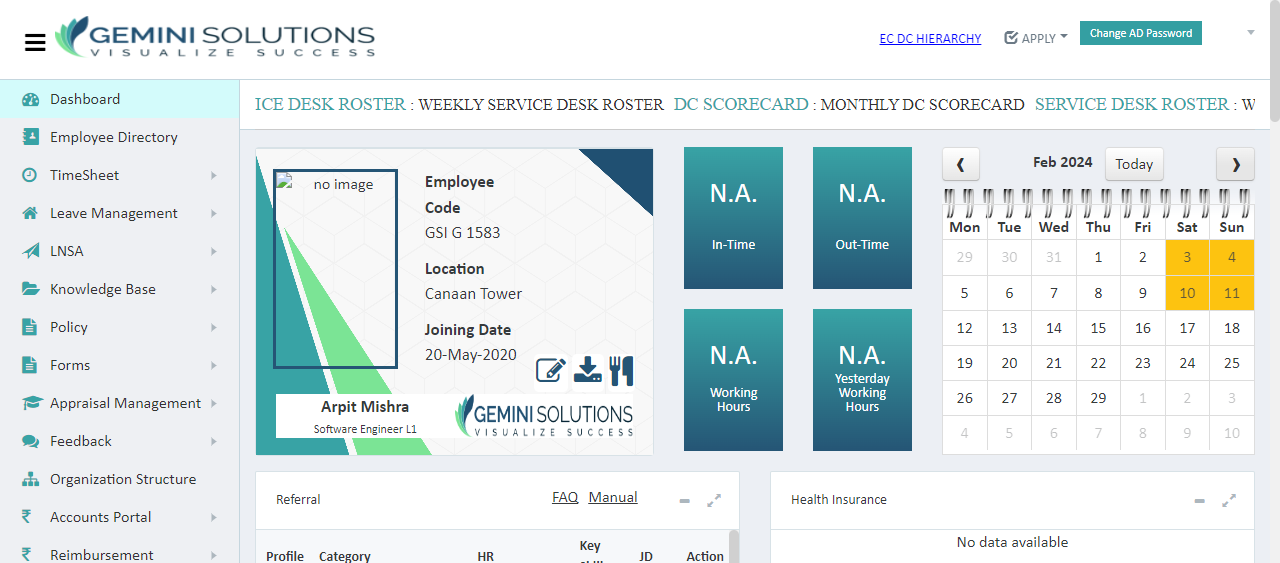 GEMINI SOLUTIONS
VISUALIZE SUCCESS
EC DC HIERARCHY
APPLY
Change AD Password
Dashboard
Employee Directory
TimeSheet
Leave Management
LNSA
Knowledge Base
Policy
Forms
Appraisal Management
Feedback
Organization Structure
Accounts Portal
Reimbursement
ICE DESK ROSTER : WEEKLY SERVICE DESK ROSTER DC SCORECARD : MONTHLY DC SCORECARD SERVICE DESK ROSTER : W
no image
Employee
Code
GSI G 1583
Location
Canaan Tower
Joining Date
20-May-2020
Arpit Mishra
Software Engineer L1
GEMINI SOLUTIONS
VISUALIZE SUCCESS
N.A.
In-Time
N.A.
Out-Time
N.A.
Working
Hours
N.A.
Yesterday
Working
Hours
Feb 2024
Today
Mon Tue Wed Thu Fri Sat Sun
29 30 31 1 2 3 4
5 6 7 8 9 10 11
12 13 14 15 16 17 18
19 20 21 22 23 24 25
26 27 28 29 1 2 3
4 5 6 7 8 9 10
Referral
FAQ Manual
Profile Category HR Key JD Action
Health Insurance
No data available